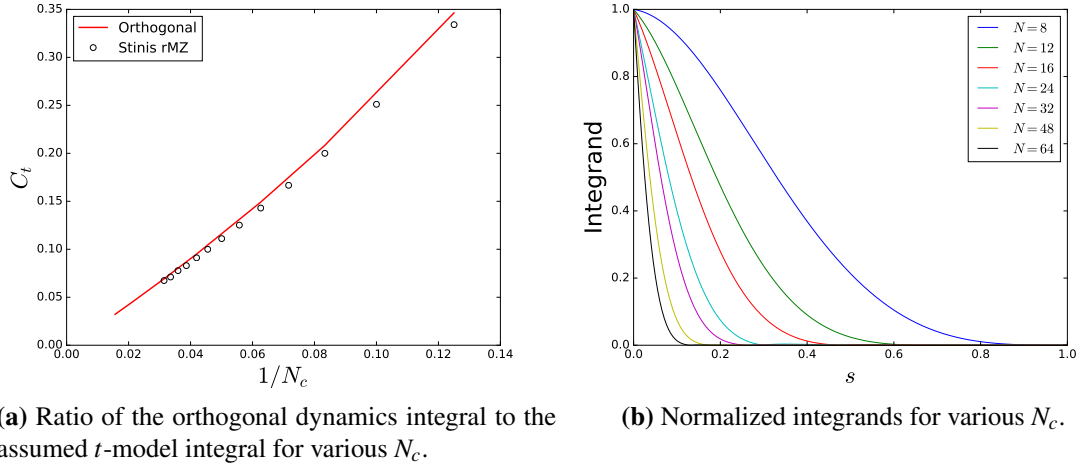 0.35
0.30
0.25
0.20
0.15
0.10
0.05
0.00
C_t
Orthogonal
Stinis rMZ
0.00 0.02 0.04 0.06 0.08 0.10 0.12 0.14
1/N_c
1.0
0.8
0.6
0.4
0.2
0.0
Integrand
N = 8
N = 12
N = 16
N = 24
N = 32
N = 48
N = 64
0.0 0.2 0.4 0.6 0.8 1.0
s
(a) Ratio of the orthogonal dynamics integral to the
assumed t-model integral for various N_c.
(b) Normalized integrands for various N_c.